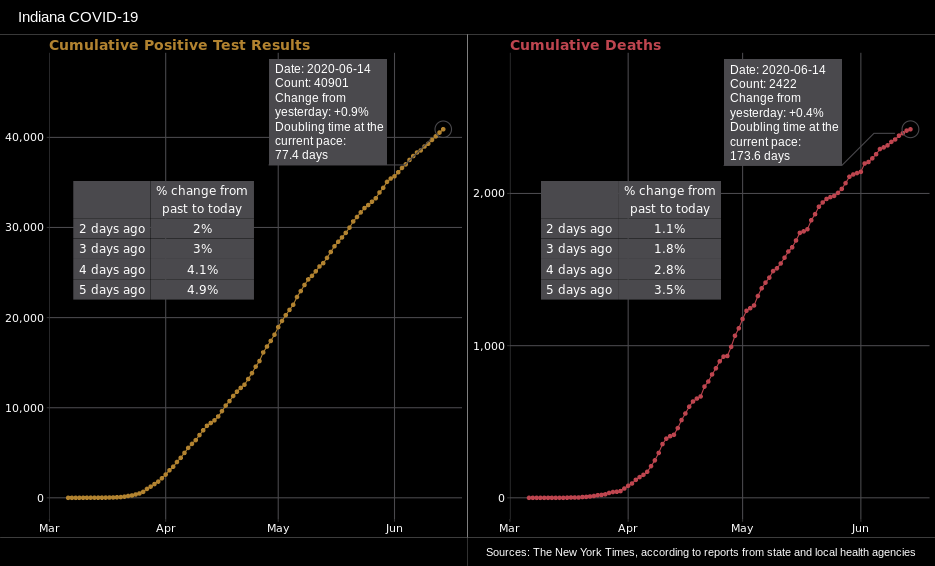 Indiana COVID-19
Cumulative Positive Test Results
Date: 2020-06-14
Count: 40901
Change from
yesterday: +0.9%
Doubling time at the
current pace:
77.4 days
40,000
30,000
20,000
10,000
0
% change from
past to today
2 days ago 2%
3 days ago 3%
4 days ago 4.1%
5 days ago 4.9%
Mar Apr May Jun
Cumulative Deaths
Date: 2020-06-14
Count: 2422
Change from
yesterday: +0.4%
Doubling time at the
current pace:
173.6 days
2,000
1,000
0
% change from
past to today
2 days ago 1.1%
3 days ago 1.8%
4 days ago 2.8%
5 days ago 3.5%
Mar Apr May Jun
Sources: The New York Times, according to reports from state and local health agencies